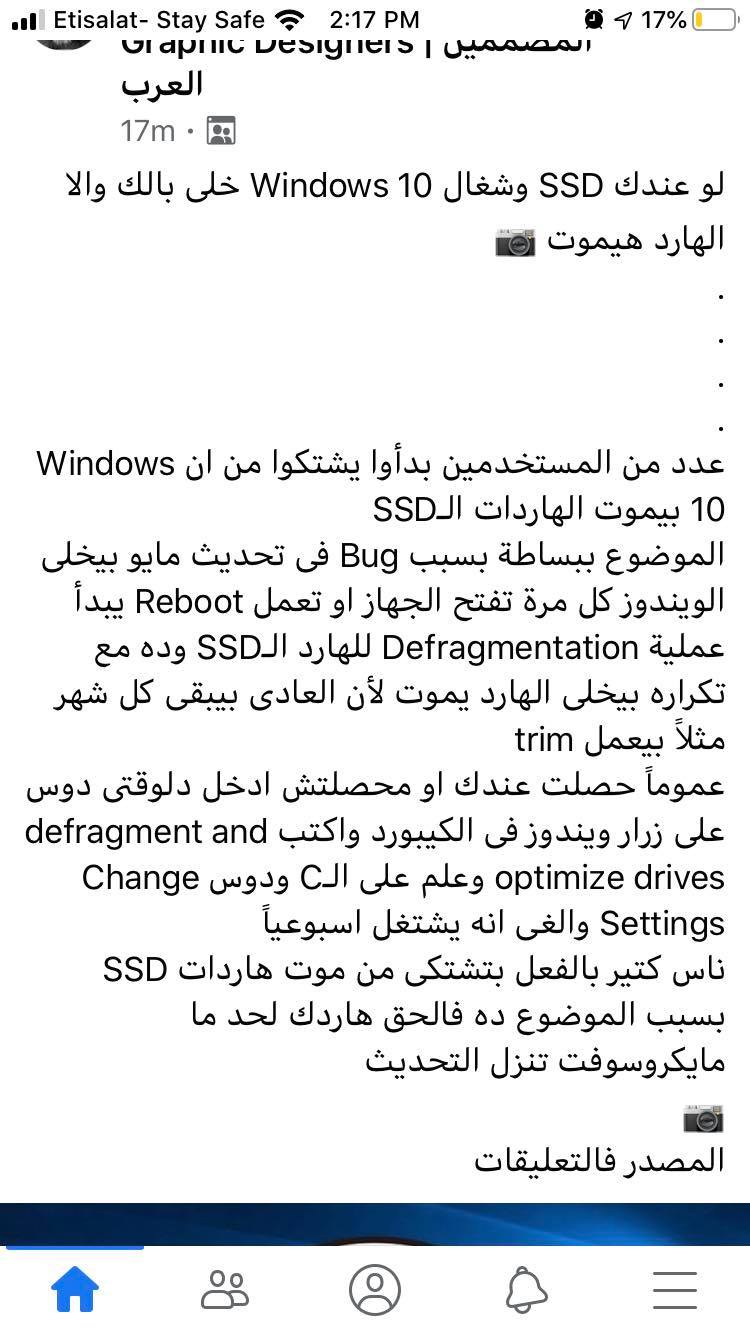 Etisalat- Stay Safe 2:17 PM 17%
Graphic Designers | المصممين
العرب
17m ·
لو عندك SSD وشغال Windows 10 خلى بالك والا
الهارد هيموت 📷
.
.
.
.
عدد من المستخدمين بدأوا يشتكوا من ان Windows
10 بيموت الهاردات الـSSD
الموضوع ببساطة بسبب Bug فى تحديث مايو بيخلى
الويندوز كل مرة تفتح الجهاز او تعمل Reboot يبدأ
عملية Defragmentation للهارد الـSSD وده مع
تكراره بيخلى الهارد يموت لأن العادى بيبقى كل شهر
مثلاً بيعمل trim
عموماً حصلت عندك او محصلتش ادخل دلوقتى دوس
على زرار ويندوز فى الكيبورد واكتب defragment and
optimize drives وعلم على الـC ودوس Change
Settings والغى انه يشتغل اسبوعياً
ناس كتير بالفعل بتشتكى من موت هاردات SSD
بسبب الموضوع ده فالحق هاردك لحد ما
مايكروسوفت تنزل التحديث
📷
المصدر فالتعليقات